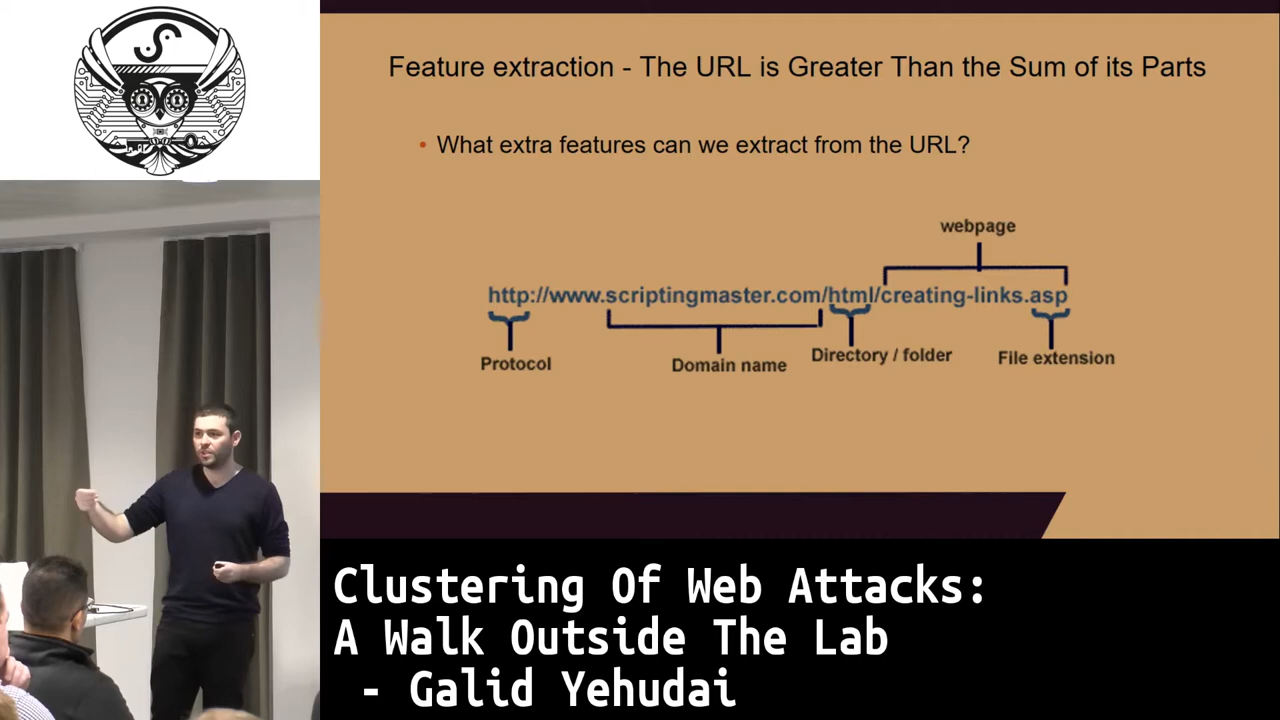 Feature extraction - The URL is Greater Than the Sum of its Parts
• What extra features can we extract from the URL?
webpage
http://www.scriptingmaster.com/html/creating-links.asp
Protocol
Domain name
Directory / folder
File extension
Clustering Of Web Attacks:
A Walk Outside The Lab
- Galid Yehudai